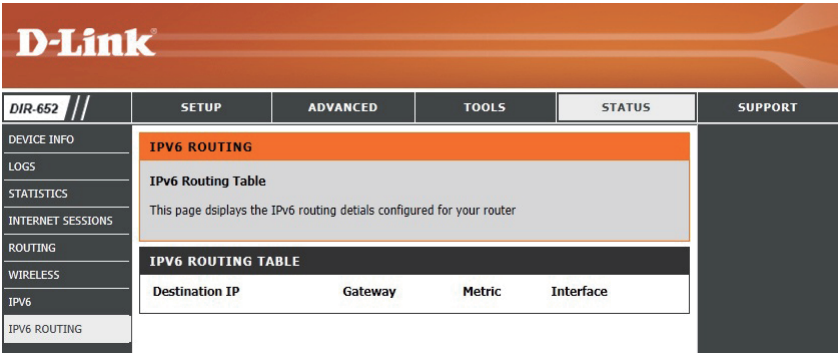 D-Link
DIR-652 // SETUP ADVANCED TOOLS STATUS SUPPORT
DEVICE INFO
LOGS
STATISTICS
INTERNET SESSIONS
ROUTING
WIRELESS
IPV6
IPV6 ROUTING
IPV6 ROUTING
IPv6 Routing Table
This page dsiplays the IPv6 routing detials configured for your router
IPV6 ROUTING TABLE
Destination IP Gateway Metric Interface